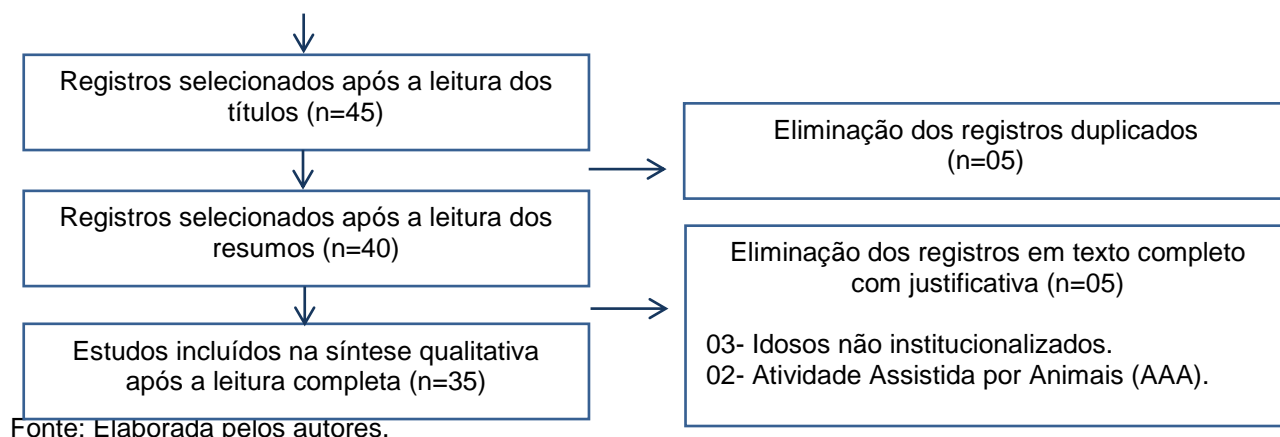 Registros selecionados após a leitura dos
títulos (n=45)
Eliminação dos registros duplicados
(n=05)
Registros selecionados após a leitura dos
resumos (n=40)
Eliminação dos registros em texto completo
com justificativa (n=05)
03- Idosos não institucionalizados.
02- Atividade Assistida por Animais (AAA).
Estudos incluídos na síntese qualitativa
após a leitura completa (n=35)
Fonte: Elaborada pelos autores.